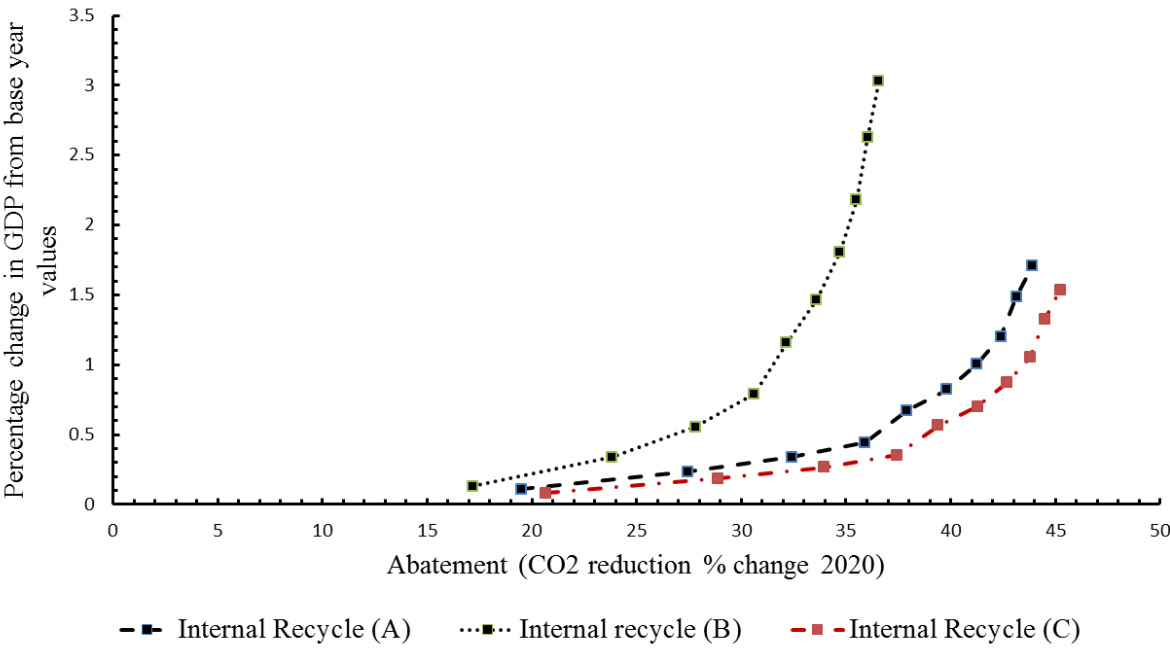 Percentage change in GDP from base year
values
3.5
3
2.5
2
1.5
1
0.5
0
0 5 10 15 20 25 30 35 40 45 50
Abatement (CO2 reduction % change 2020)
Internal Recycle (A) Internal recycle (B) Internal Recycle (C)